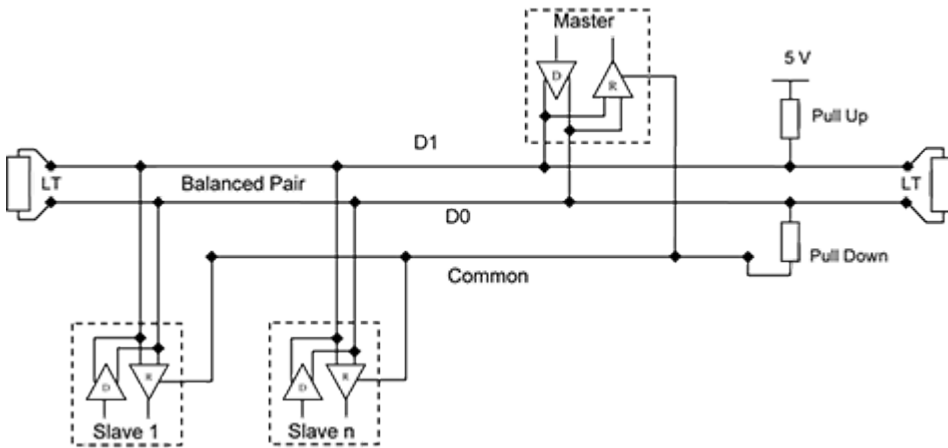 Master
D
R
5 V
Pull Up
D1
LT
Balanced Pair
LT
D0
Pull Down
Common
D
R
D
R
Slave 1
Slave n